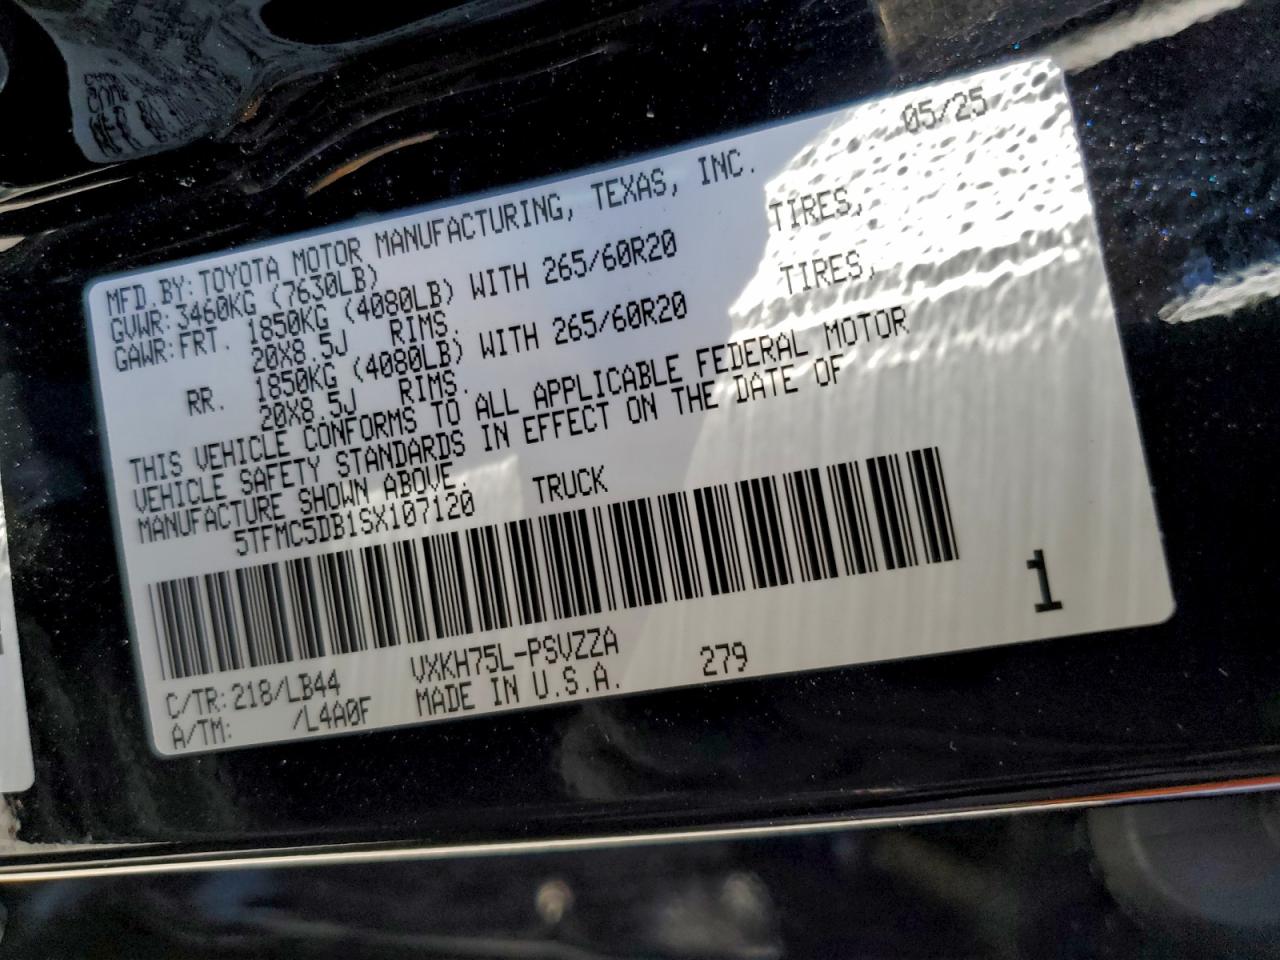 05/25
MFD.BY:TOYOTA MOTOR MANUFACTURING, TEXAS, INC.
GVWR:3460KG (7630LB)
GAWR:FRT. 1850KG (4080LB) WITH 265/60R20 TIRES,
20X8.5J RIMS.
RR. 1850KG (4080LB) WITH 265/60R20 TIRES,
20X8.5J RIMS.
THIS VEHICLE CONFORMS TO ALL APPLICABLE FEDERAL MOTOR
VEHICLE SAFETY STANDARDS IN EFFECT ON THE DATE OF
MANUFACTURE SHOWN ABOVE.
5TFMC5DB1SX107120 TRUCK
1
C/TR:218/LB44 VXKH75L-PSVZZA 279
A/TM: /L4A0F MADE IN U.S.A.